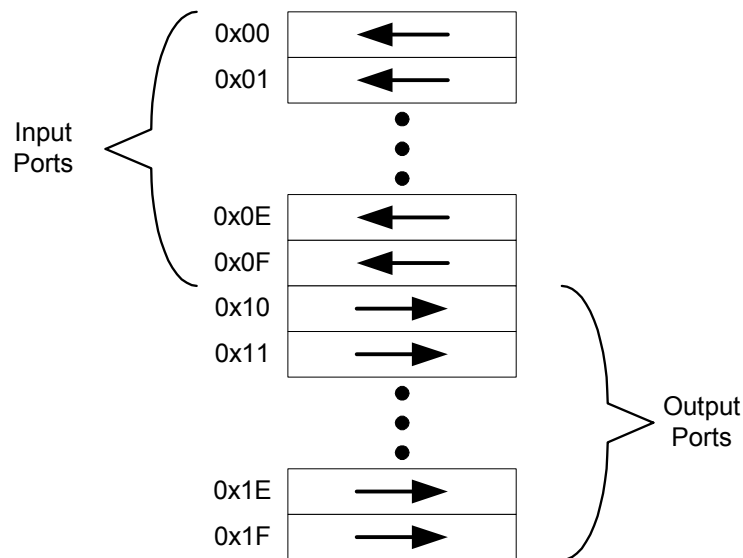 0x00
0x01
Input
Ports
0x0E
0x0F
0x10
0x11
Output
Ports
0x1E
0x1F